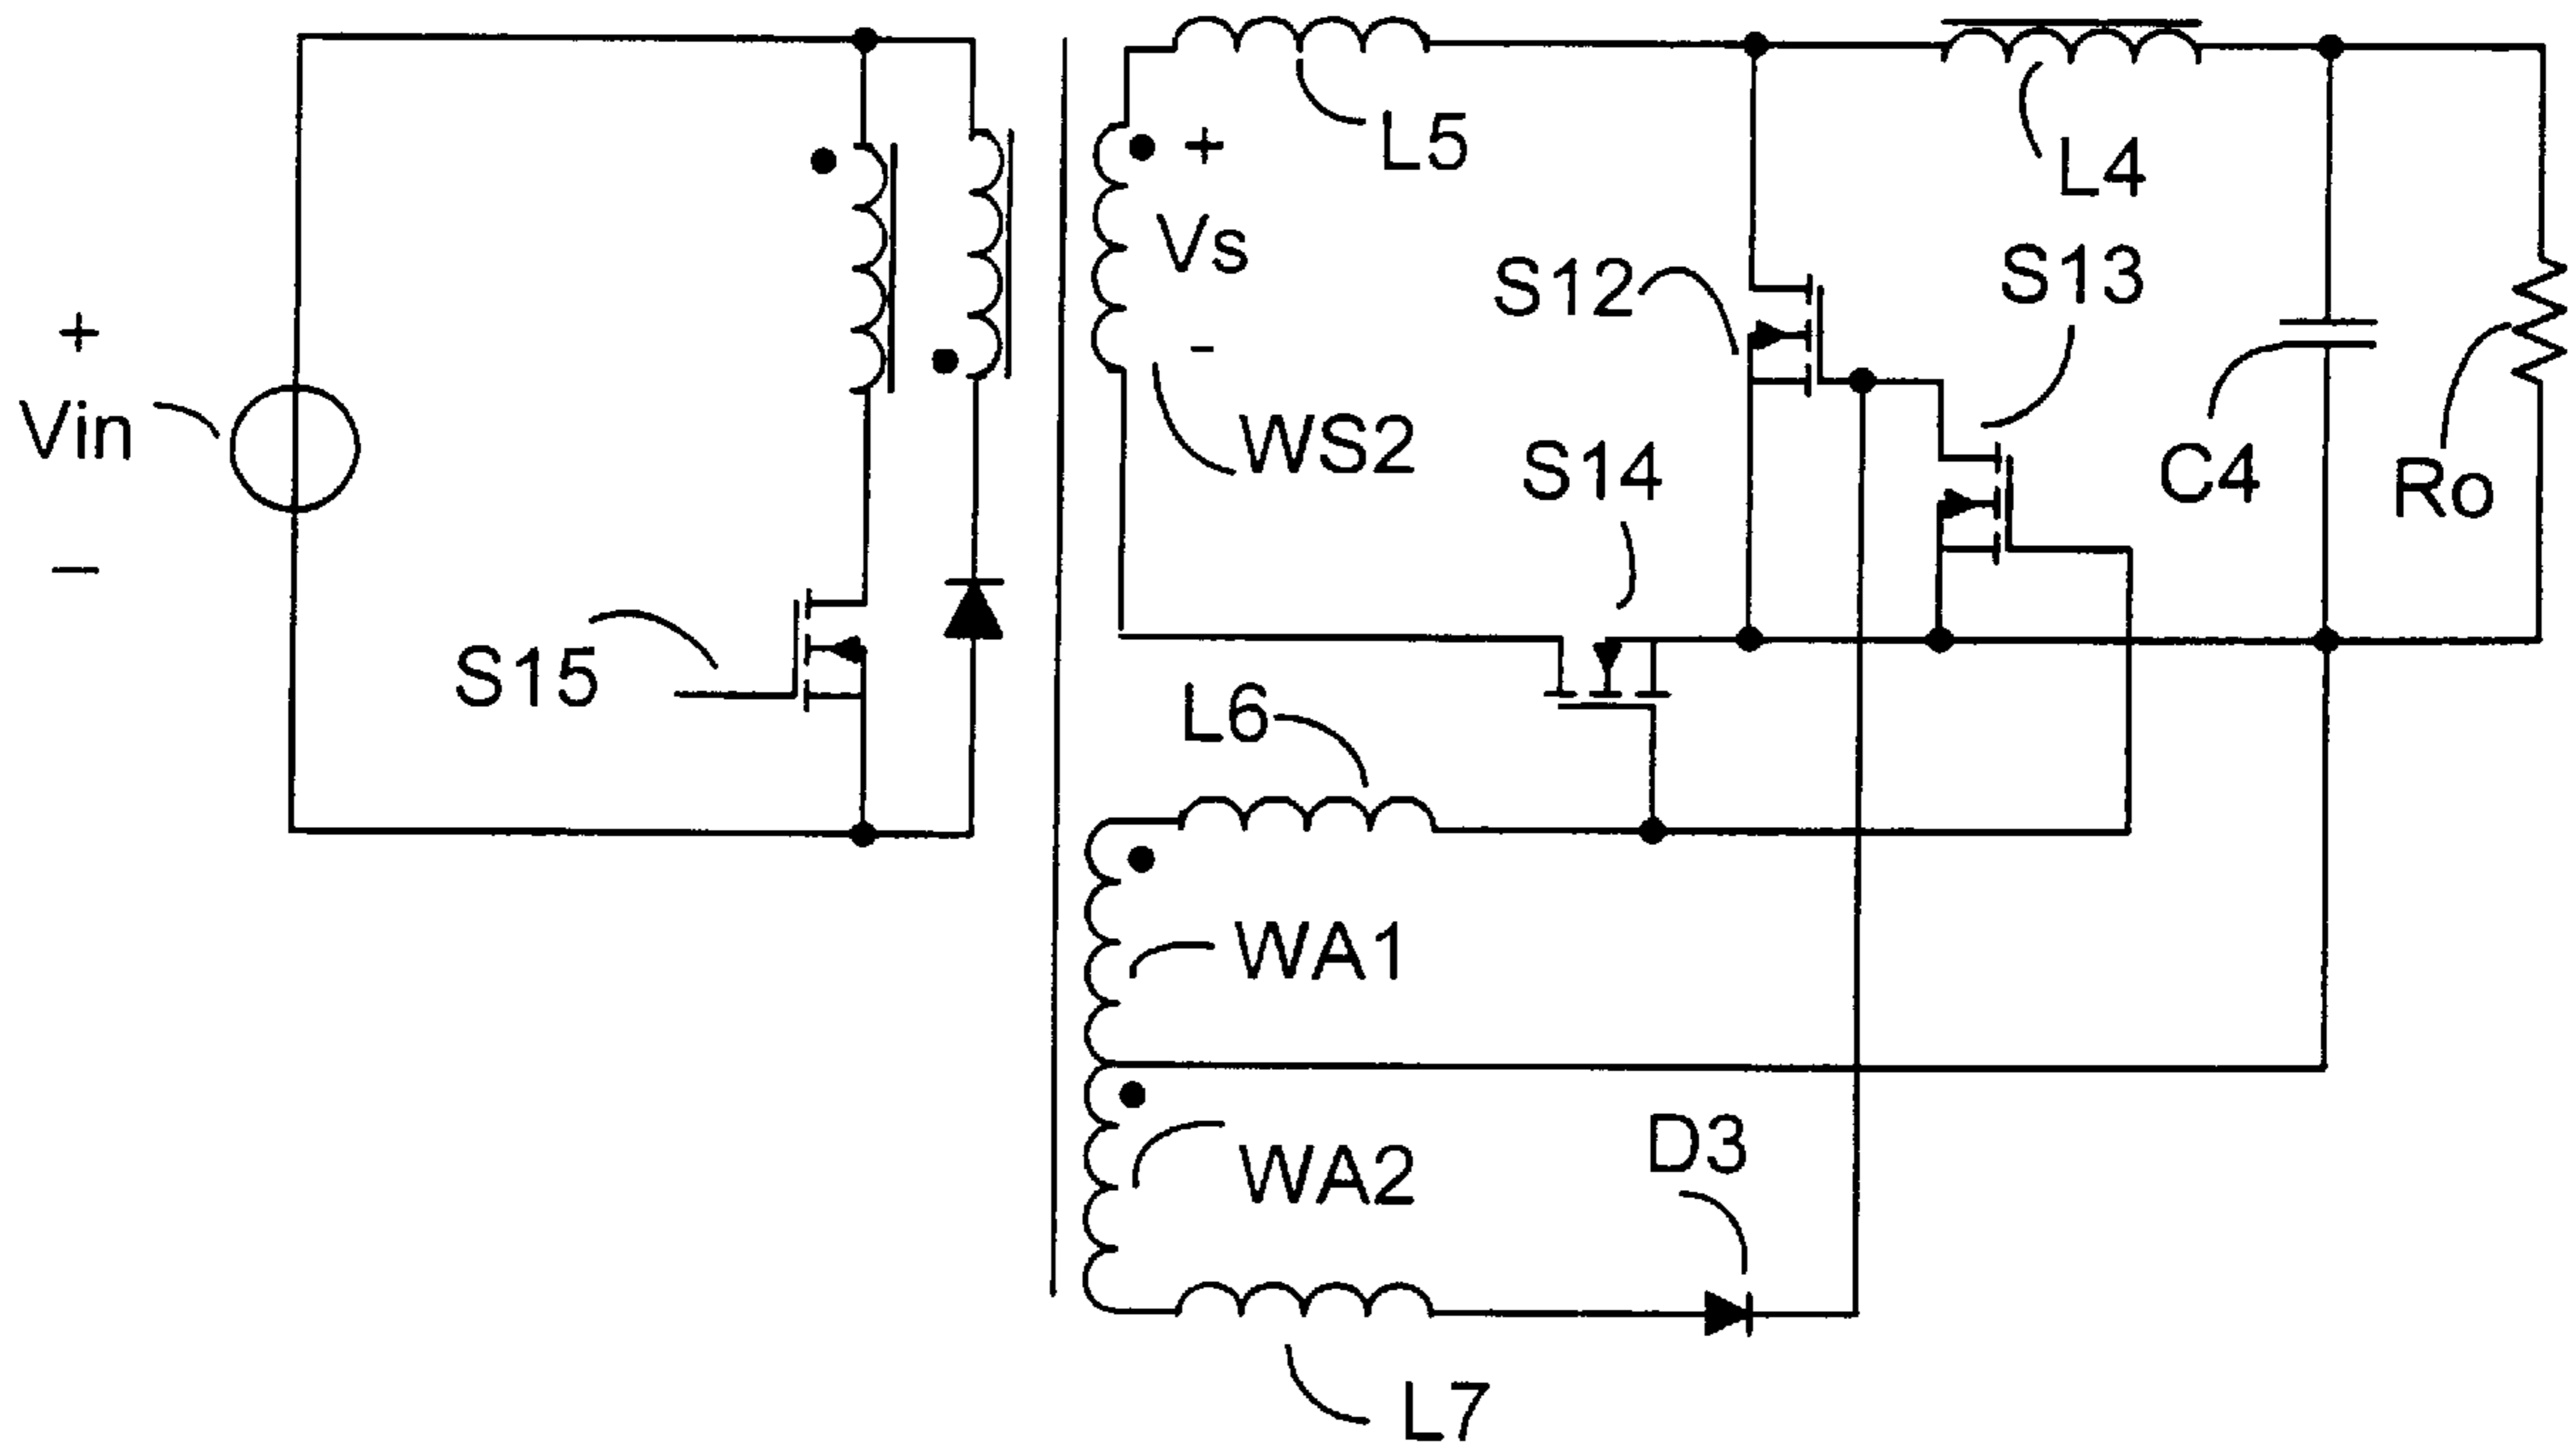 L5
L4
+
Vs
-
S12
S13
+
Vin
−
WS2
S14
C4
Ro
S15
L6
WA1
WA2
D3
L7